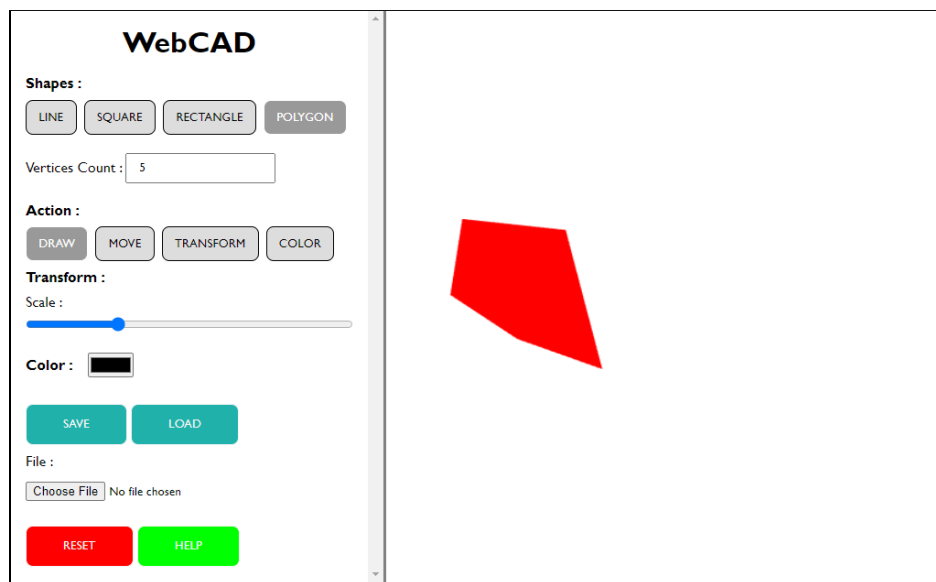 WebCAD
Shapes :
LINE SQUARE RECTANGLE POLYGON
Vertices Count : 5
Action :
DRAW MOVE TRANSFORM COLOR
Transform :
Scale :
Color :
SAVE LOAD
File :
Choose File No file chosen
RESET HELP